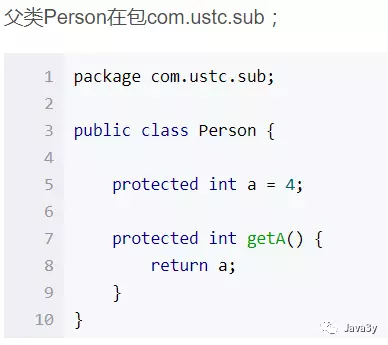 父类Person在包com.ustc.sub；
1 package com.ustc.sub;
2
3 public class Person {
4
5     protected int a = 4;
6
7     protected int getA() {
8         return a;
9     }
10 }
Java3y